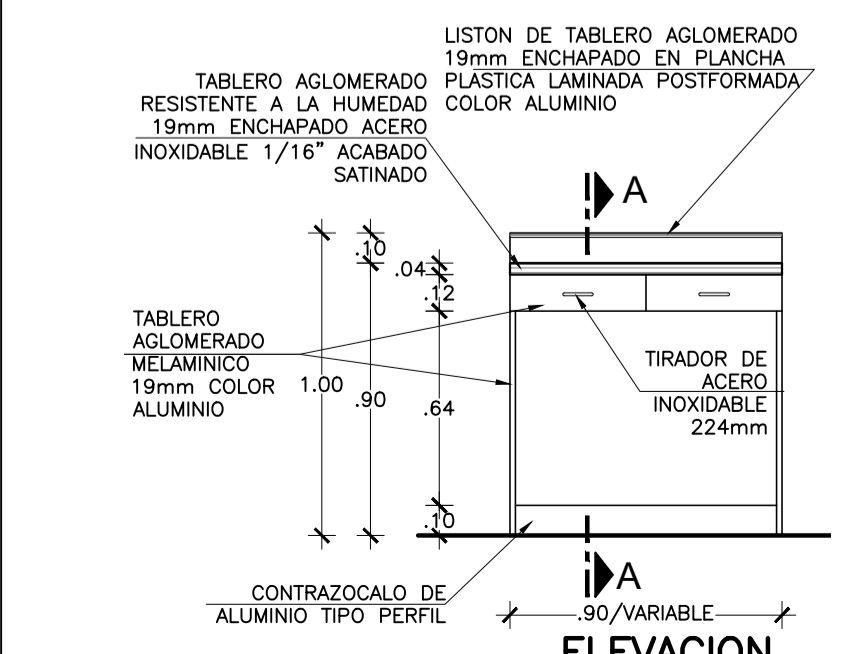 LISTON DE TABLERO AGLOMERADO
19mm ENCHAPADO EN PLANCHA
PLASTICA LAMINADA POSTFORMADA
COLOR ALUMINIO
TABLERO AGLOMERADO
RESISTENTE A LA HUMEDAD
19mm ENCHAPADO ACERO
INOXIDABLE 1/16" ACABADO
SATINADO
A
.10
.04
.12
TABLERO
AGLOMERADO
MELAMINICO
19mm COLOR
ALUMINIO
1.00
.90
.64
TIRADOR DE
ACERO
INOXIDABLE
224mm
.10
A
CONTRAZOCALO DE
ALUMINIO TIPO PERFIL
.90/VARIABLE
ELEVACION